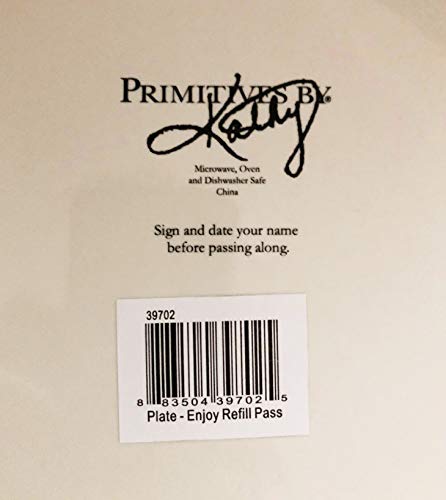 PRIMITIVES BY®
Kathy
Microwave, Oven
and Dishwasher Safe
China
Sign and date your name
before passing along.
39702
8 83504 39702 5
Plate - Enjoy Refill Pass